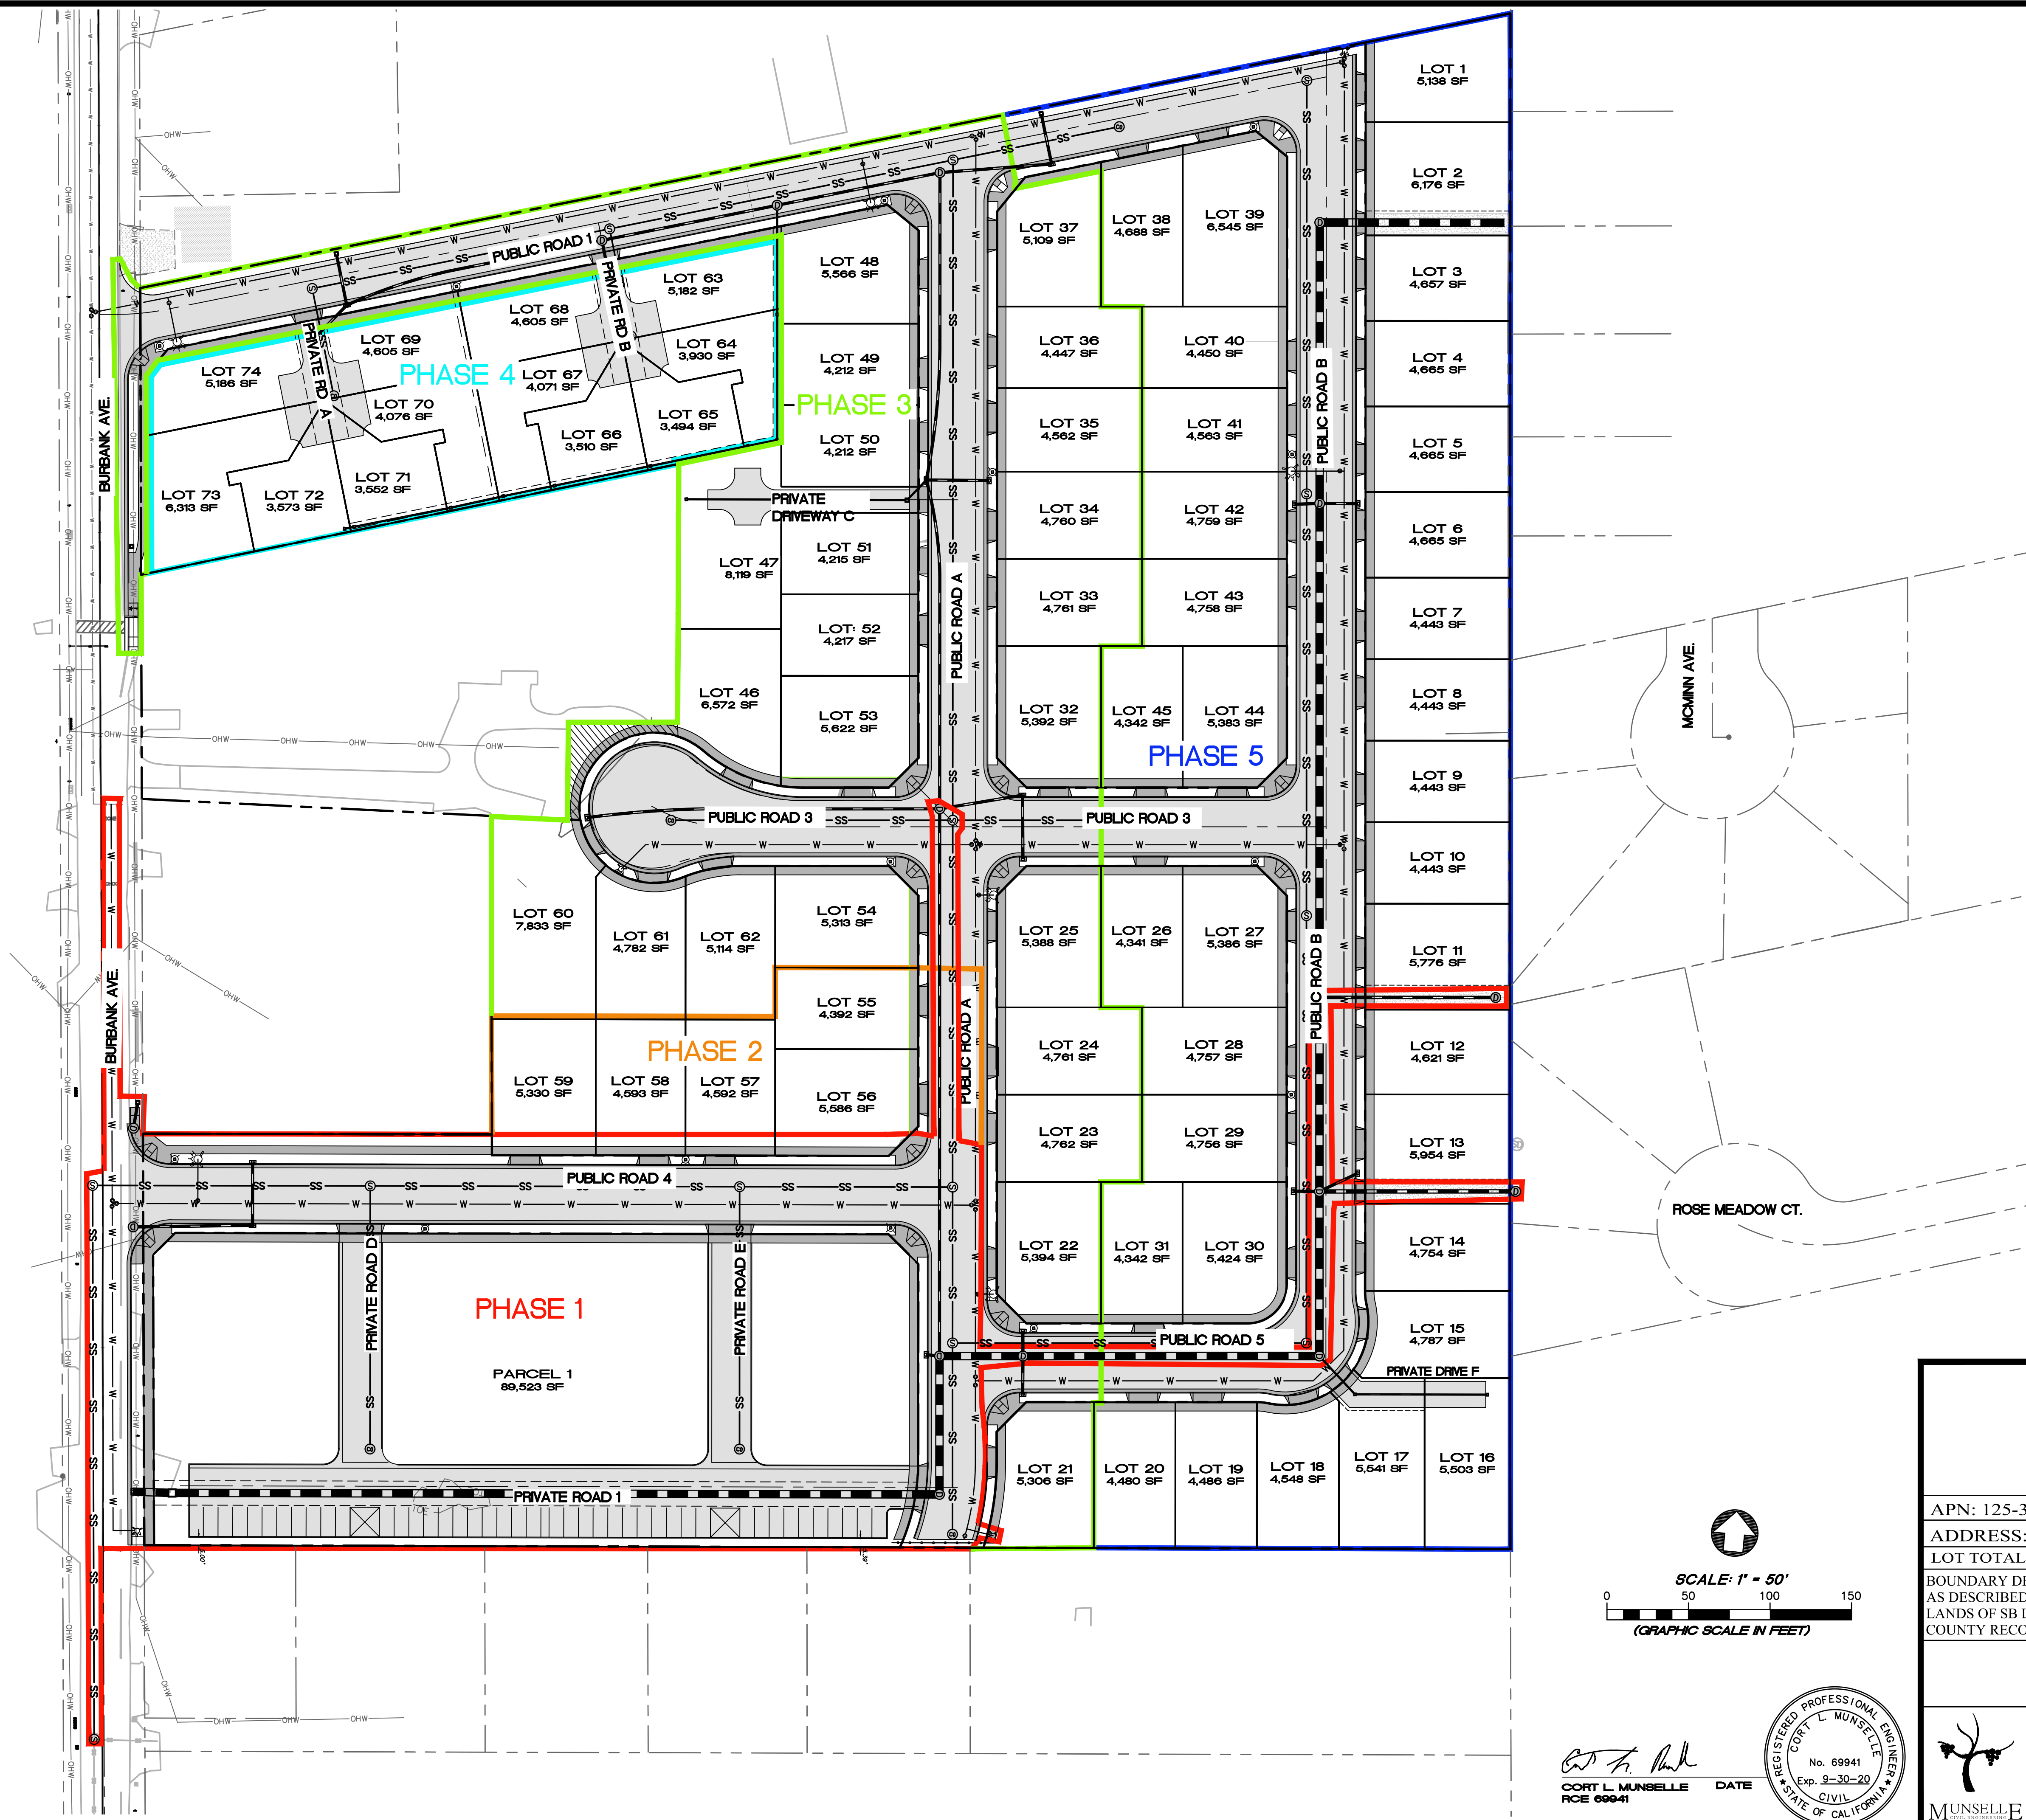 LOT 1
5,138 SF
LOT 2
6,176 SF
LOT 3
4,657 SF
LOT 4
4,665 SF
LOT 5
4,665 SF
LOT 6
4,665 SF
LOT 7
4,443 SF
LOT 8
4,443 SF
LOT 9
4,443 SF
LOT 10
4,443 SF
LOT 11
5,776 SF
LOT 12
4,621 SF
LOT 13
5,954 SF
LOT 14
4,754 SF
LOT 15
4,787 SF
PRIVATE DRIVE F
LOT 16
5,503 SF
LOT 17
5,541 SF
LOT 18
4,548 SF
LOT 19
4,486 SF
LOT 20
4,480 SF
LOT 21
5,306 SF
LOT 37
5,109 SF
LOT 38
4,688 SF
LOT 39
6,545 SF
LOT 36
4,447 SF
LOT 40
4,450 SF
LOT 35
4,562 SF
LOT 41
4,563 SF
LOT 34
4,760 SF
LOT 42
4,759 SF
LOT 33
4,761 SF
LOT 43
4,758 SF
LOT 32
5,392 SF
LOT 45
4,342 SF
LOT 44
5,383 SF
PHASE 5
PUBLIC ROAD 3
PUBLIC ROAD 3
LOT 25
5,388 SF
LOT 26
4,341 SF
LOT 27
5,386 SF
LOT 24
4,761 SF
LOT 28
4,757 SF
LOT 23
4,762 SF
LOT 29
4,756 SF
LOT 22
5,394 SF
LOT 31
4,342 SF
LOT 30
5,424 SF
PUBLIC ROAD 5
PUBLIC ROAD B
PUBLIC ROAD B
PUBLIC ROAD A
PUBLIC ROAD A
PUBLIC ROAD 1
PRIVATE RD A
PRIVATE RD B
LOT 63
5,182 SF
LOT 68
4,605 SF
LOT 69
4,605 SF
LOT 64
3,930 SF
LOT 74
5,186 SF
PHASE 4
LOT 67
4,071 SF
LOT 70
4,076 SF
LOT 65
3,494 SF
LOT 66
3,510 SF
LOT 71
3,552 SF
LOT 72
3,573 SF
LOT 73
6,313 SF
LOT 48
5,566 SF
LOT 49
4,212 SF
PHASE 3
LOT 50
4,212 SF
PRIVATE
DRIVEWAY C
LOT 51
4,215 SF
LOT 47
8,119 SF
LOT: 52
4,217 SF
LOT 46
6,572 SF
LOT 53
5,622 SF
LOT 60
7,833 SF
LOT 61
4,782 SF
LOT 62
5,114 SF
LOT 54
5,313 SF
LOT 55
4,392 SF
PHASE 2
LOT 59
5,330 SF
LOT 58
4,593 SF
LOT 57
4,592 SF
LOT 56
5,586 SF
PUBLIC ROAD 4
BURBANK AVE.
BURBANK AVE.
PRIVATE ROAD D
PRIVATE ROAD E
PHASE 1
PARCEL 1
89,523 SF
PRIVATE ROAD 1
MCMINN AVE.
ROSE MEADOW CT.
SCALE: 1" = 50'
0 50 100 150
(GRAPHIC SCALE IN FEET)
CORT L. MUNSELLE DATE
RCE 69941
REGISTERED PROFESSIONAL ENGINEER
CORT L. MUNSELLE
No. 69941
Exp. 9-30-20
CIVIL
STATE OF CALIFORNIA
APN: 125-3
ADDRESS:
LOT TOTAL
BOUNDARY DE
AS DESCRIBED
LANDS OF SB L
COUNTY RECO
MUNSELLE
CIVIL ENGINEERING